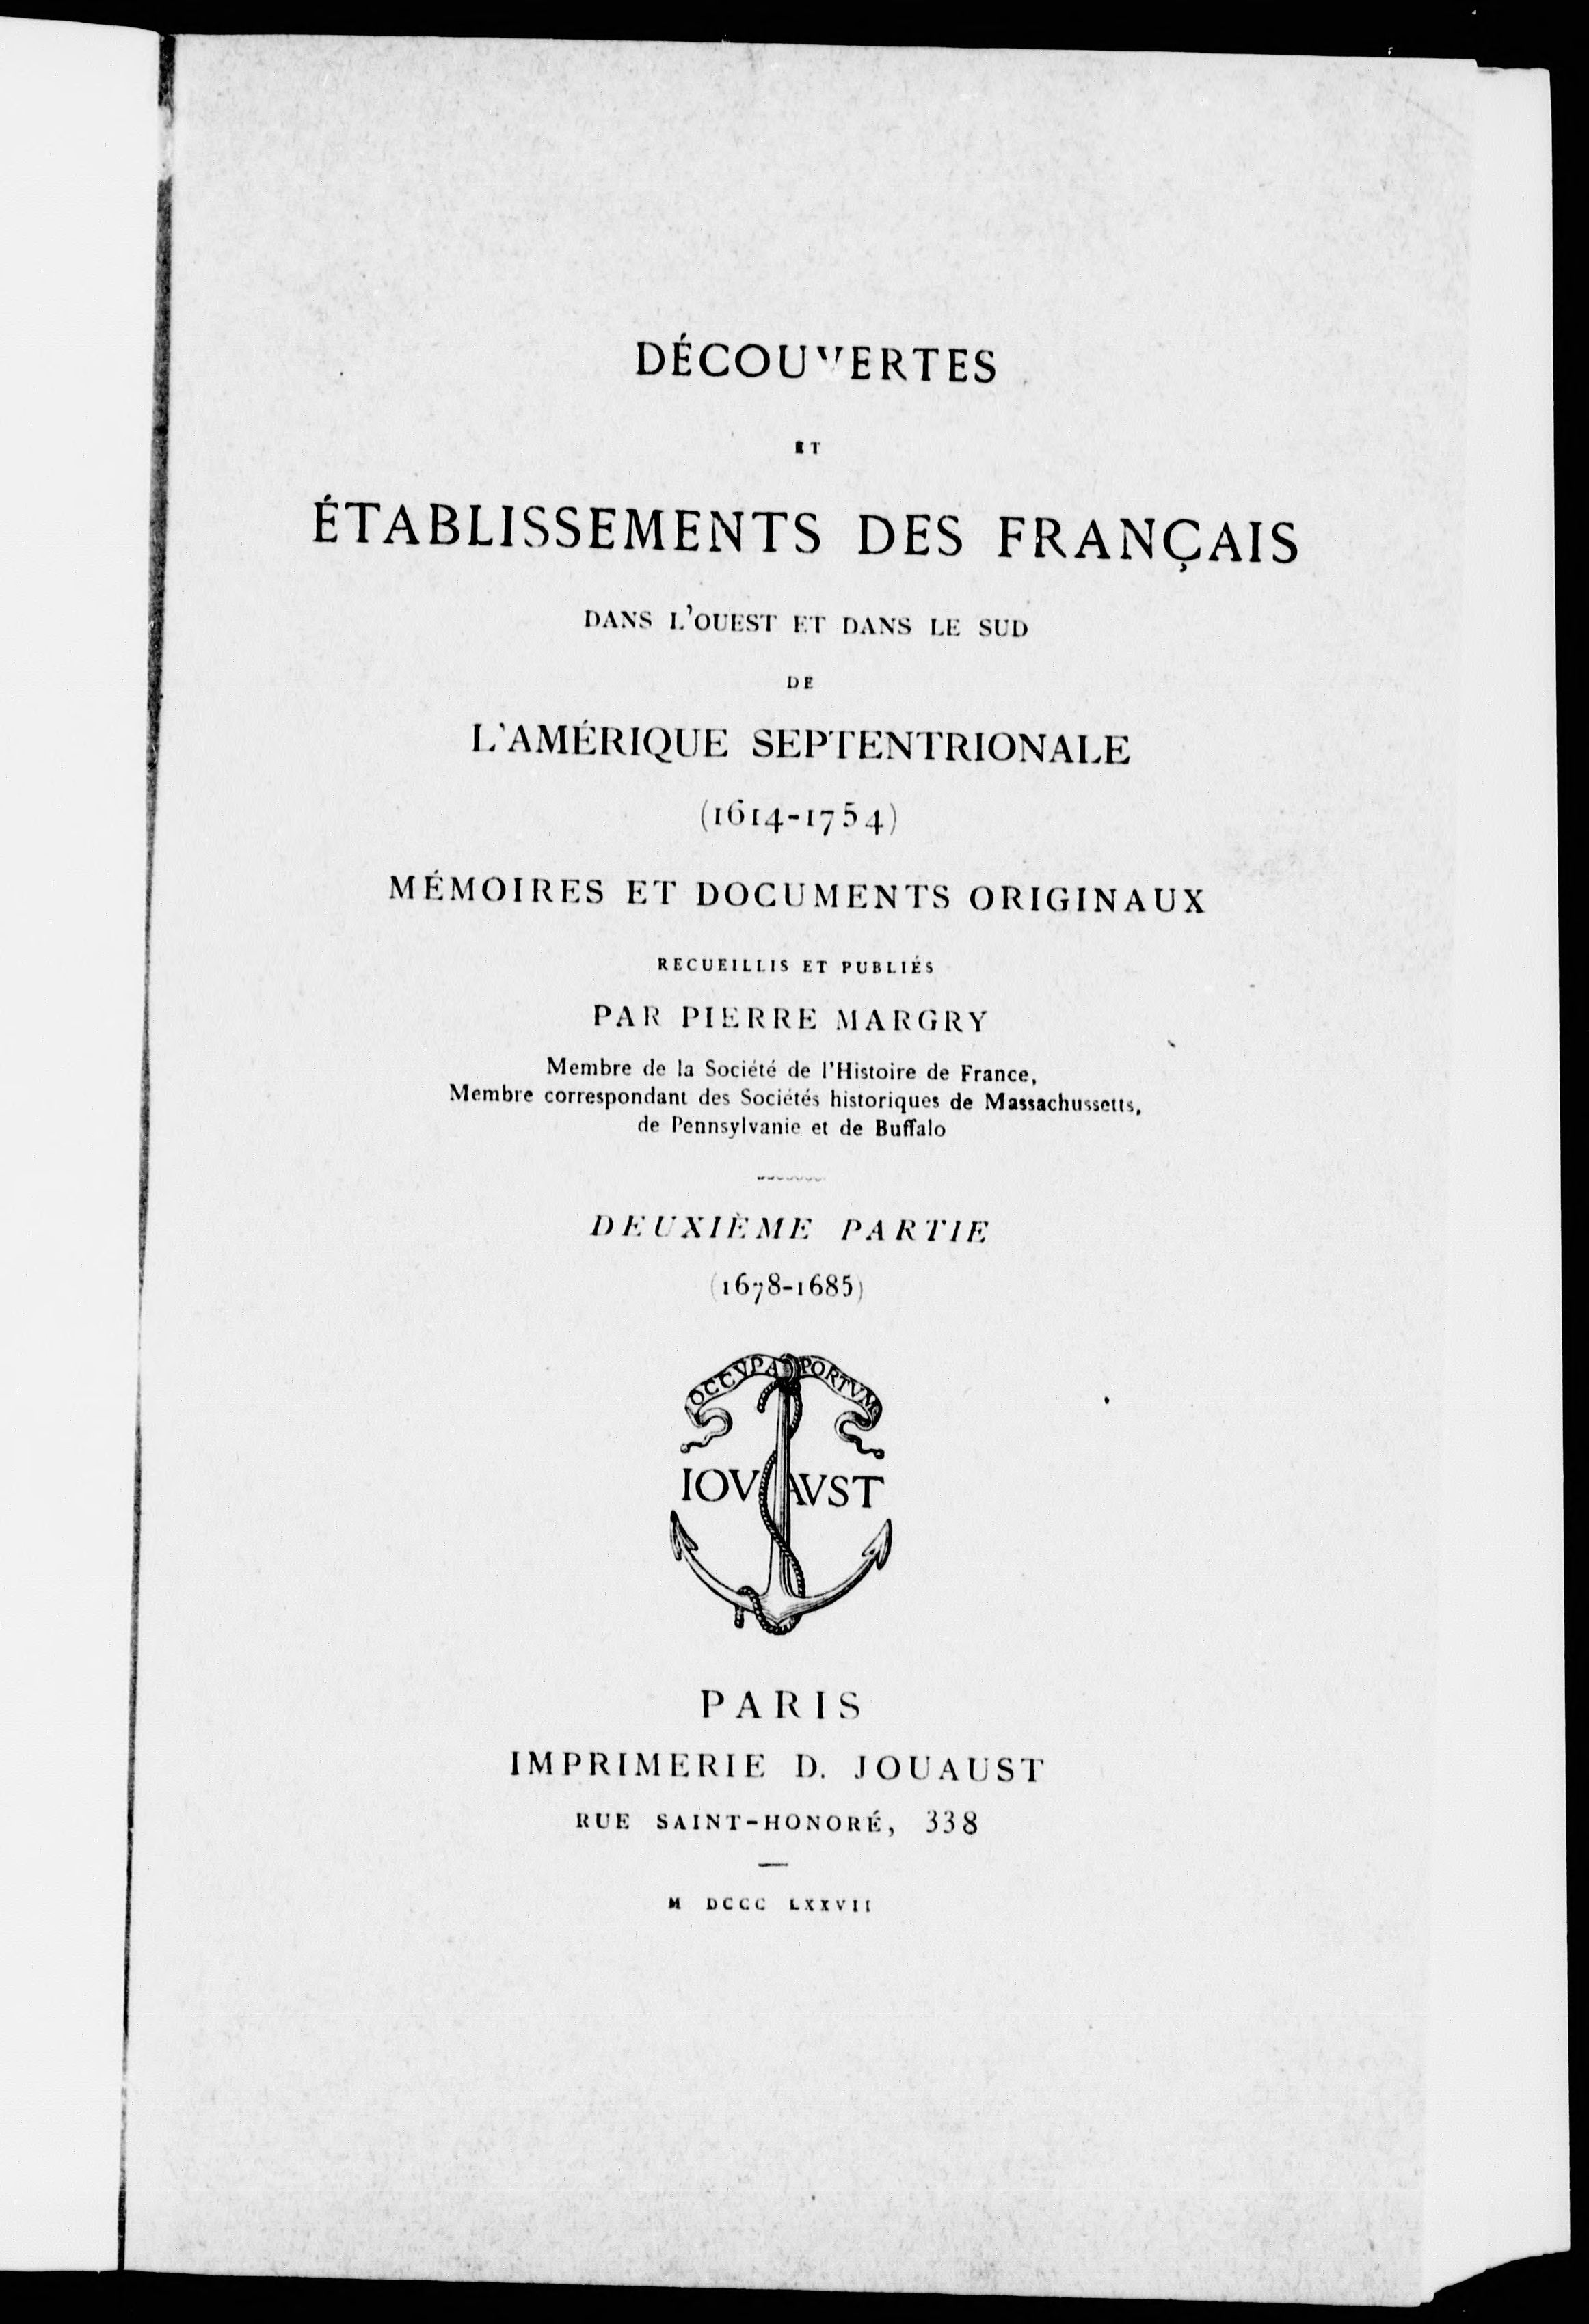 DÉCOUVERTES
ET
ÉTABLISSEMENTS DES FRANÇAIS
DANS L'OUEST ET DANS LE SUD
DE
L'AMÉRIQUE SEPTENTRIONALE
(1614-1754)
MÉMOIRES ET DOCUMENTS ORIGINAUX
RECUEILLIS ET PUBLIÉS
PAR PIERRE MARGRY
Membre de la Société de l'Histoire de France,
Membre correspondant des Sociétés historiques de Massachussetts,
de Pennsylvanie et de Buffalo
DEUXIÈME PARTIE
(1678-1685)
OCCVPA PORTVM
IOV AVST
PARIS
IMPRIMERIE D. JOUAUST
RUE SAINT-HONORÉ, 338
M DCCC LXXVII